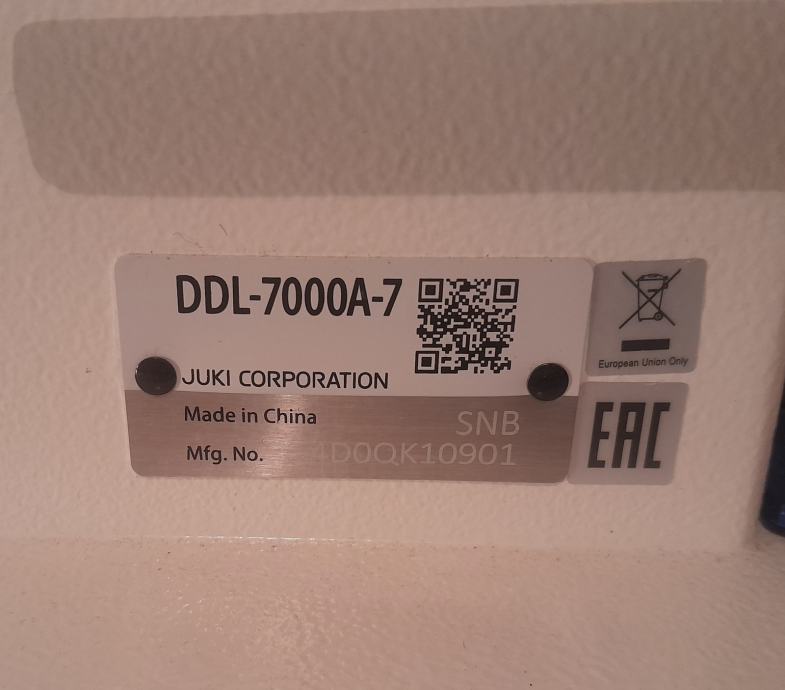 DDL-7000A-7
JUKI CORPORATION
Made in China
SNB
Mfg. No. 4D0QK10901
European Union Only
EAC